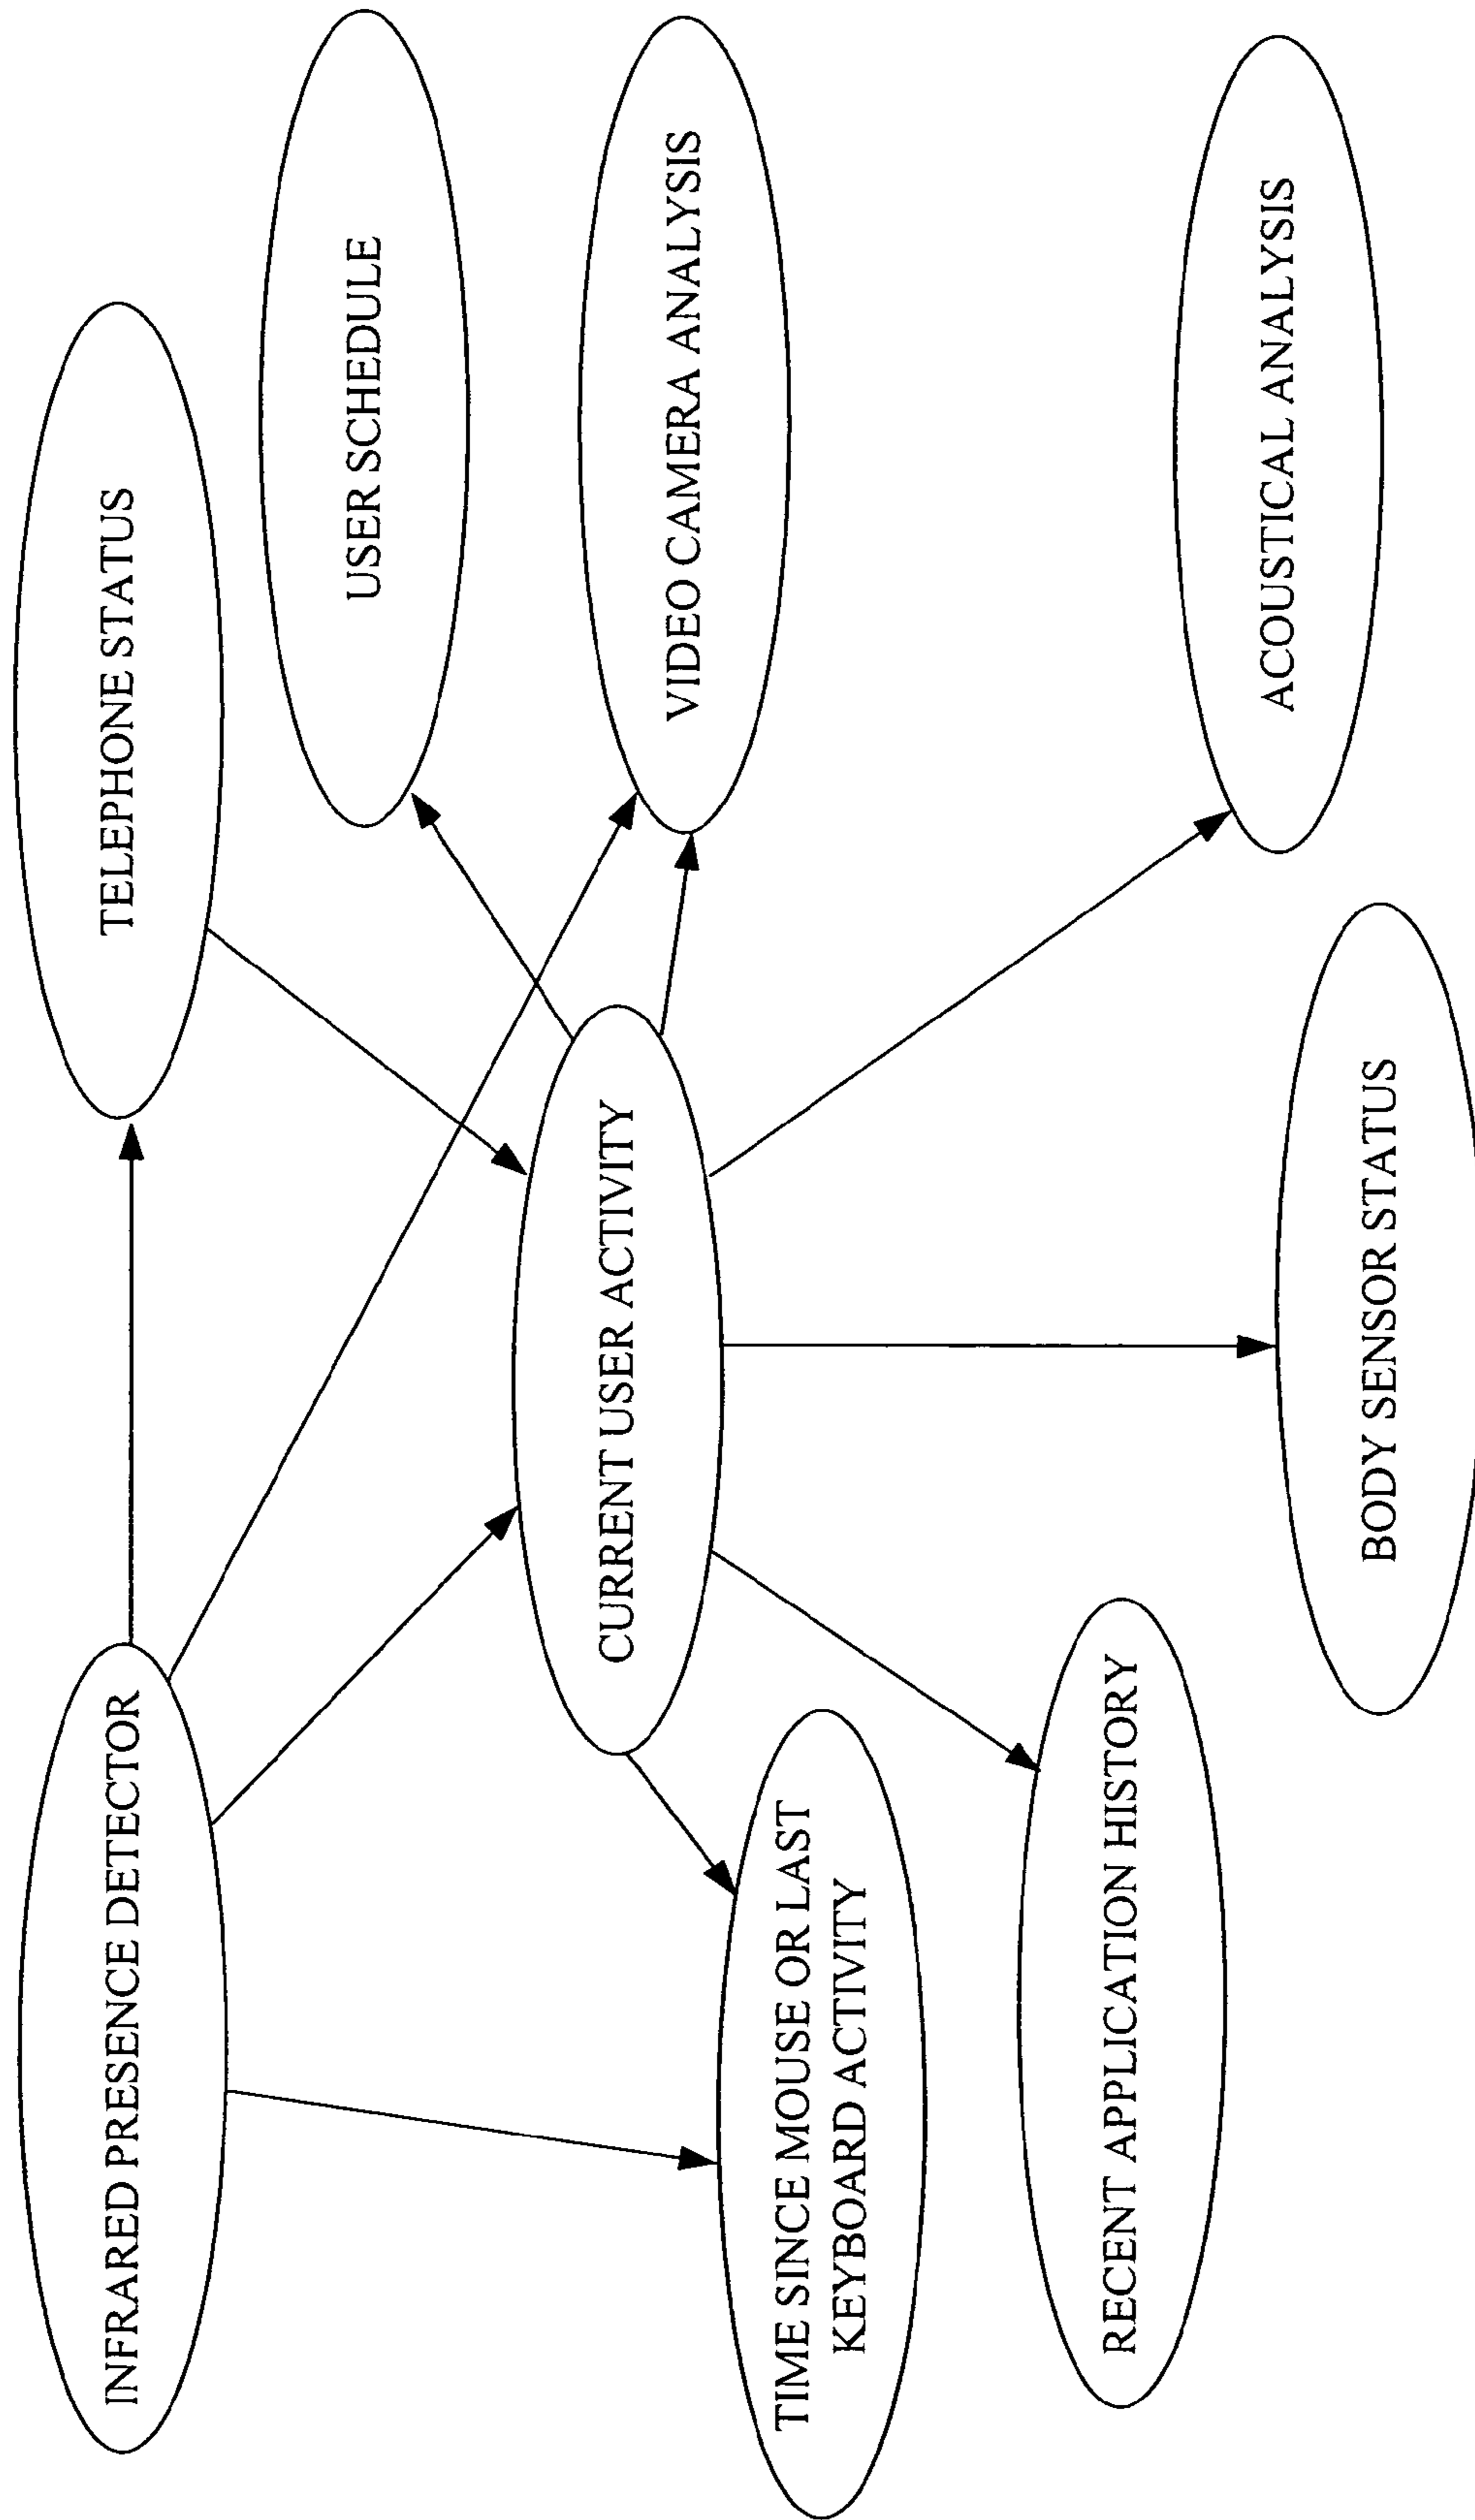 TELEPHONE STATUS
INFRARED PRESENCE DETECTOR
USER SCHEDULE
CURRENT USER ACTIVITY
VIDEO CAMERA ANALYSIS
TIME SINCE MOUSE OR LAST
KEYBOARD ACTIVITY
RECENT APPLICATION HISTORY
ACOUSTICAL ANALYSIS
BODY SENSOR STATUS